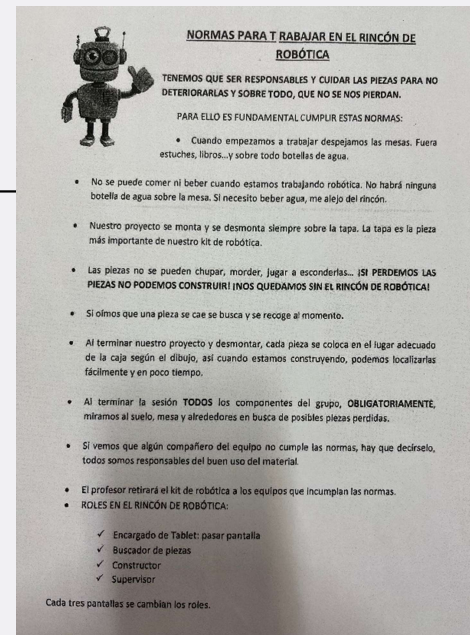 NORMAS PARA T RABAJAR EN EL RINCÓN DE
ROBÓTICA
TENEMOS QUE SER RESPONSABLES Y CUIDAR LAS PIEZAS PARA NO
DETERIORARLAS Y SOBRE TODO, QUE NO SE NOS PIERDAN.
PARA ELLO ES FUNDAMENTAL CUMPLIR ESTAS NORMAS:
• Cuando empezamos a trabajar despejamos las mesas. Fuera
estuches, libros...y sobre todo botellas de agua.
• No se puede comer ni beber cuando estamos trabajando robótica. No habrá ninguna
botella de agua sobre la mesa. Si necesito beber agua, me alejo del rincón.
• Nuestro proyecto se monta y se desmonta siempre sobre la tapa. La tapa es la pieza
más importante de nuestro kit de robótica.
• Las piezas no se pueden chupar, morder, jugar a esconderlas... ¡SI PERDEMOS LAS
PIEZAS NO PODEMOS CONSTRUIR! ¡NOS QUEDAMOS SIN EL RINCÓN DE ROBÓTICA!
• Si oímos que una pieza se cae se busca y se recoge al momento.
• Al terminar nuestro proyecto y desmontar, cada pieza se coloca en el lugar adecuado
de la caja según el dibujo, así cuando estamos construyendo, podemos localizarlas
fácilmente y en poco tiempo.
• Al terminar la sesión TODOS los componentes del grupo, OBLIGATORIAMENTE,
miramos al suelo, mesa y alrededores en busca de posibles piezas perdidas.
• Si vemos que algún compañero del equipo no cumple las normas, hay que decírselo,
todos somos responsables del buen uso del material.
• El profesor retirará el kit de robótica a los equipos que incumplan las normas.
• ROLES EN EL RINCÓN DE ROBÓTICA:
✓ Encargado de Tablet: pasar pantalla
✓ Buscador de piezas
✓ Constructor
✓ Supervisor
Cada tres pantallas se cambian los roles.